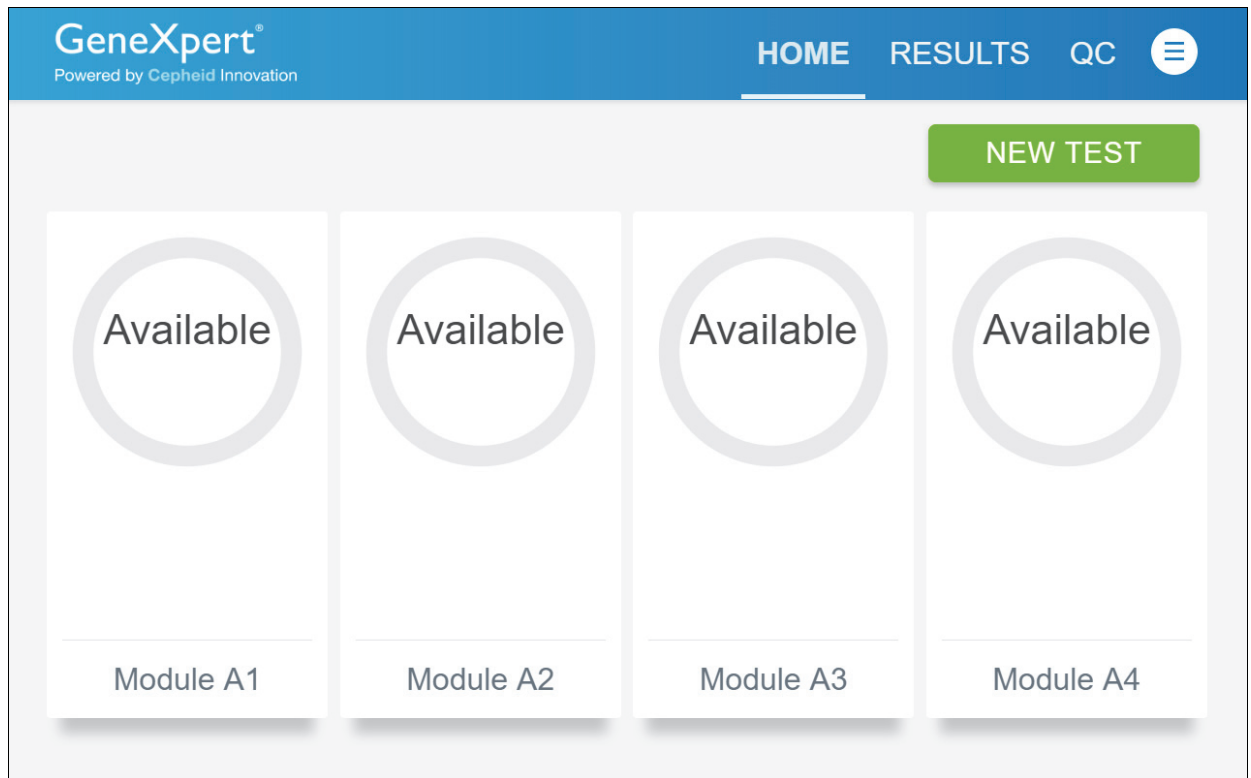 GeneXpert®
Powered by Cepheid Innovation
HOME RESULTS QC
NEW TEST
Available Available Available Available
Module A1 Module A2 Module A3 Module A4